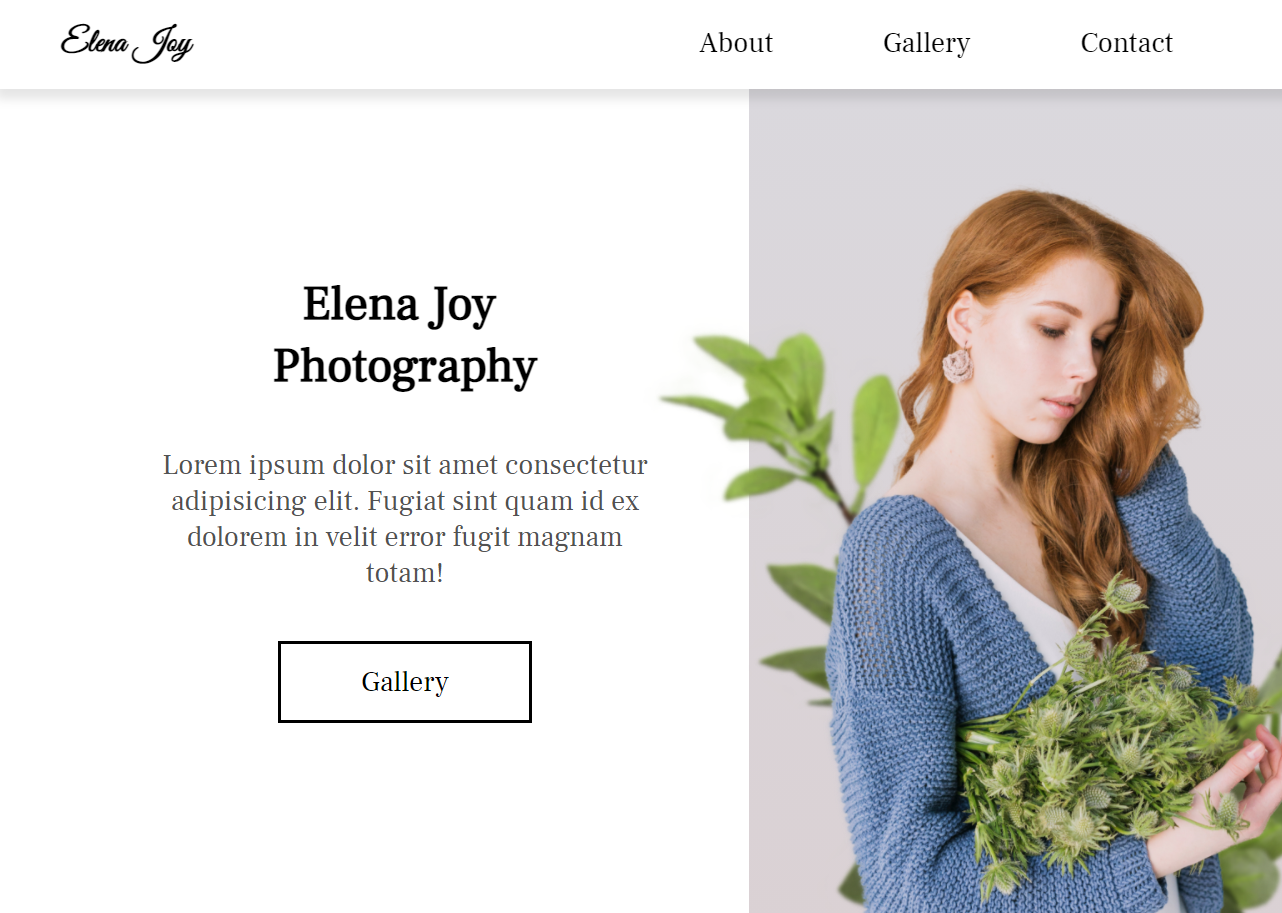 Elena Joy
About
Gallery
Contact
Elena Joy
Photography
Lorem ipsum dolor sit amet consectetur
adipisicing elit. Fugiat sint quam id ex
dolorem in velit error fugit magnam
totam!
Gallery